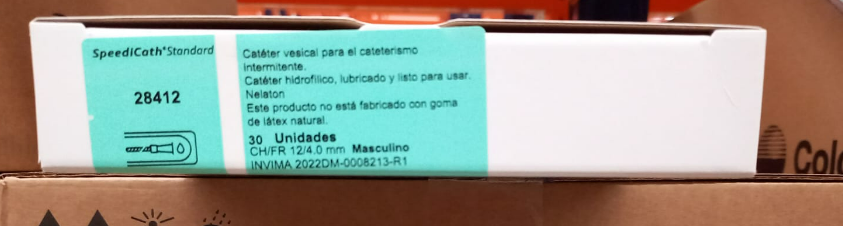 SpeediCath® Standard
28412
Catéter vesical para el cateterismo
intermitente.
Catéter hidrofílico, lubricado y listo para usar.
Nelaton
Este producto no está fabricado con goma
de látex natural.
30 Unidades
CH/FR 12/4.0 mm Masculino
INVIMA 2022DM-0008213-R1